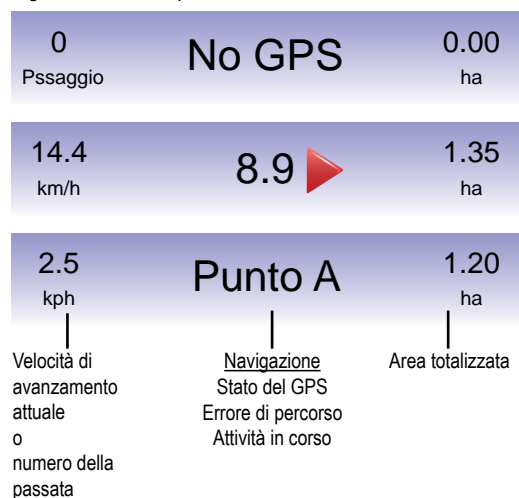 0 No GPS 0.00
Pssaggio ha
14.4 8.9 1.35
km/h ha
2.5 Punto A 1.20
kph ha
Velocità di Navigazione Area totalizzata
avanzamento Stato del GPS
attuale Errore di percorso
o Attività in corso
numero della
passata